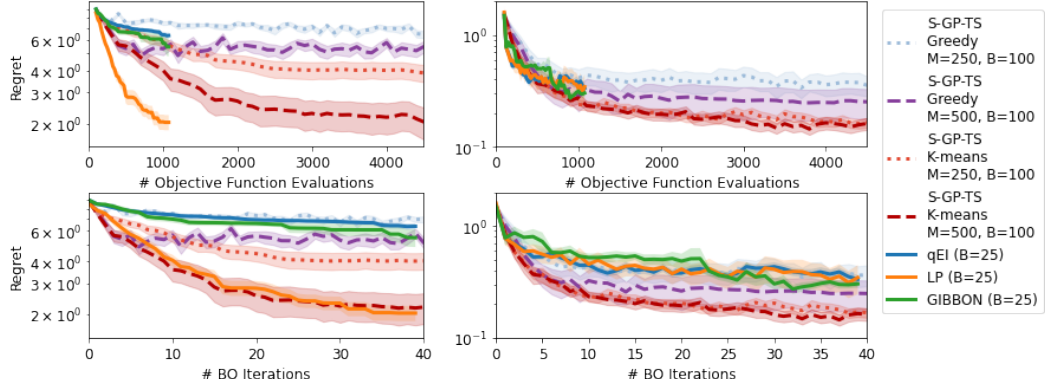 Regret
6 × 10⁰
4 × 10⁰
3 × 10⁰
2 × 10⁰
0 1000 2000 3000 4000
# Objective Function Evaluations
10⁰
10⁻¹
0 1000 2000 3000 4000
# Objective Function Evaluations
Regret
6 × 10⁰
4 × 10⁰
3 × 10⁰
2 × 10⁰
0 10 20 30 40
# BO Iterations
10⁰
10⁻¹
0 5 10 15 20 25 30 35 40
# BO Iterations
S-GP-TS
Greedy
M=250, B=100
S-GP-TS
Greedy
M=500, B=100
S-GP-TS
K-means
M=250, B=100
S-GP-TS
K-means
M=500, B=100
qEI (B=25)
LP (B=25)
GIBBON (B=25)